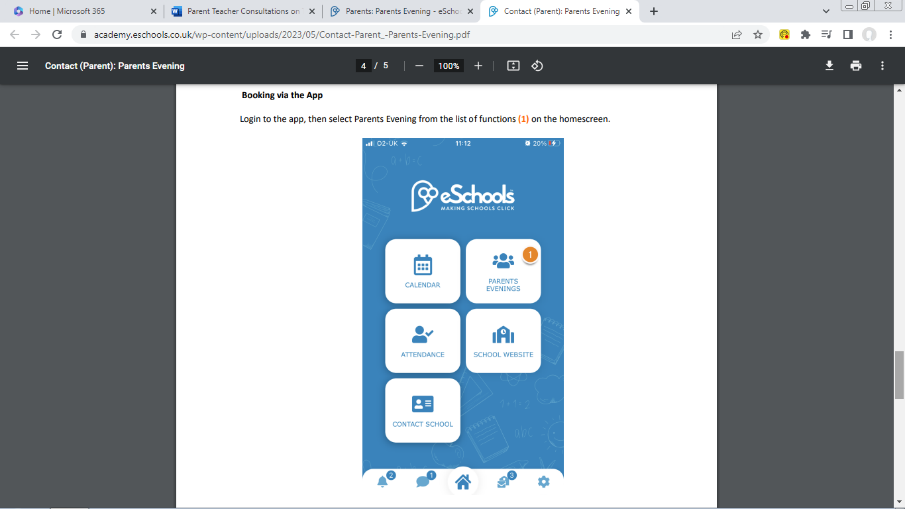 Home | Microsoft 365
Parent Teacher Consultations on
Parents: Parents Evening - eScho
Contact (Parent): Parents Evening
academy.eschools.co.uk/wp-content/uploads/2023/05/Contact-Parent_-Parents-Evening.pdf
Contact (Parent): Parents Evening
4 / 5
100%
Booking via the App
Login to the app, then select Parents Evening from the list of functions (1) on the homescreen.
O2-UK 11:12 20%
eSchools
MAKING SCHOOLS CLICK
CALENDAR
1
PARENTS
EVENINGS
ATTENDANCE
SCHOOL WEBSITE
CONTACT SCHOOL
2 1 3